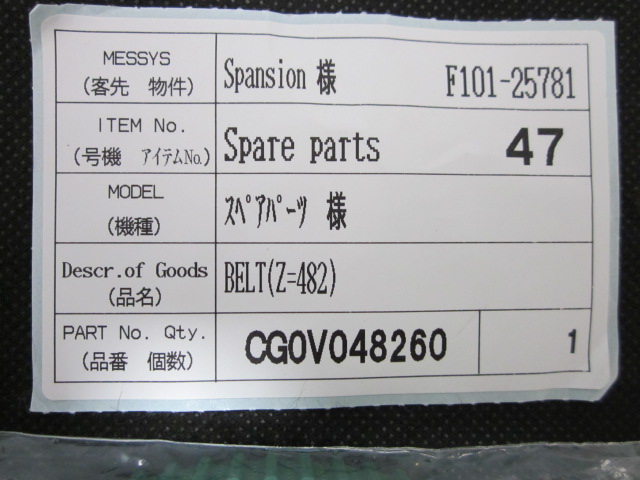 MESSYS
(客先 物件)
Spansion 様 F101-25781
ITEM No.
(号機 アイテムNo.)
Spare parts 47
MODEL
(機種)
ｽﾍﾟｱﾊﾟｰﾂ 様
Descr.of Goods
(品名)
BELT(Z=482)
PART No. Qty.
(品番 個数)
CG0V048260 1